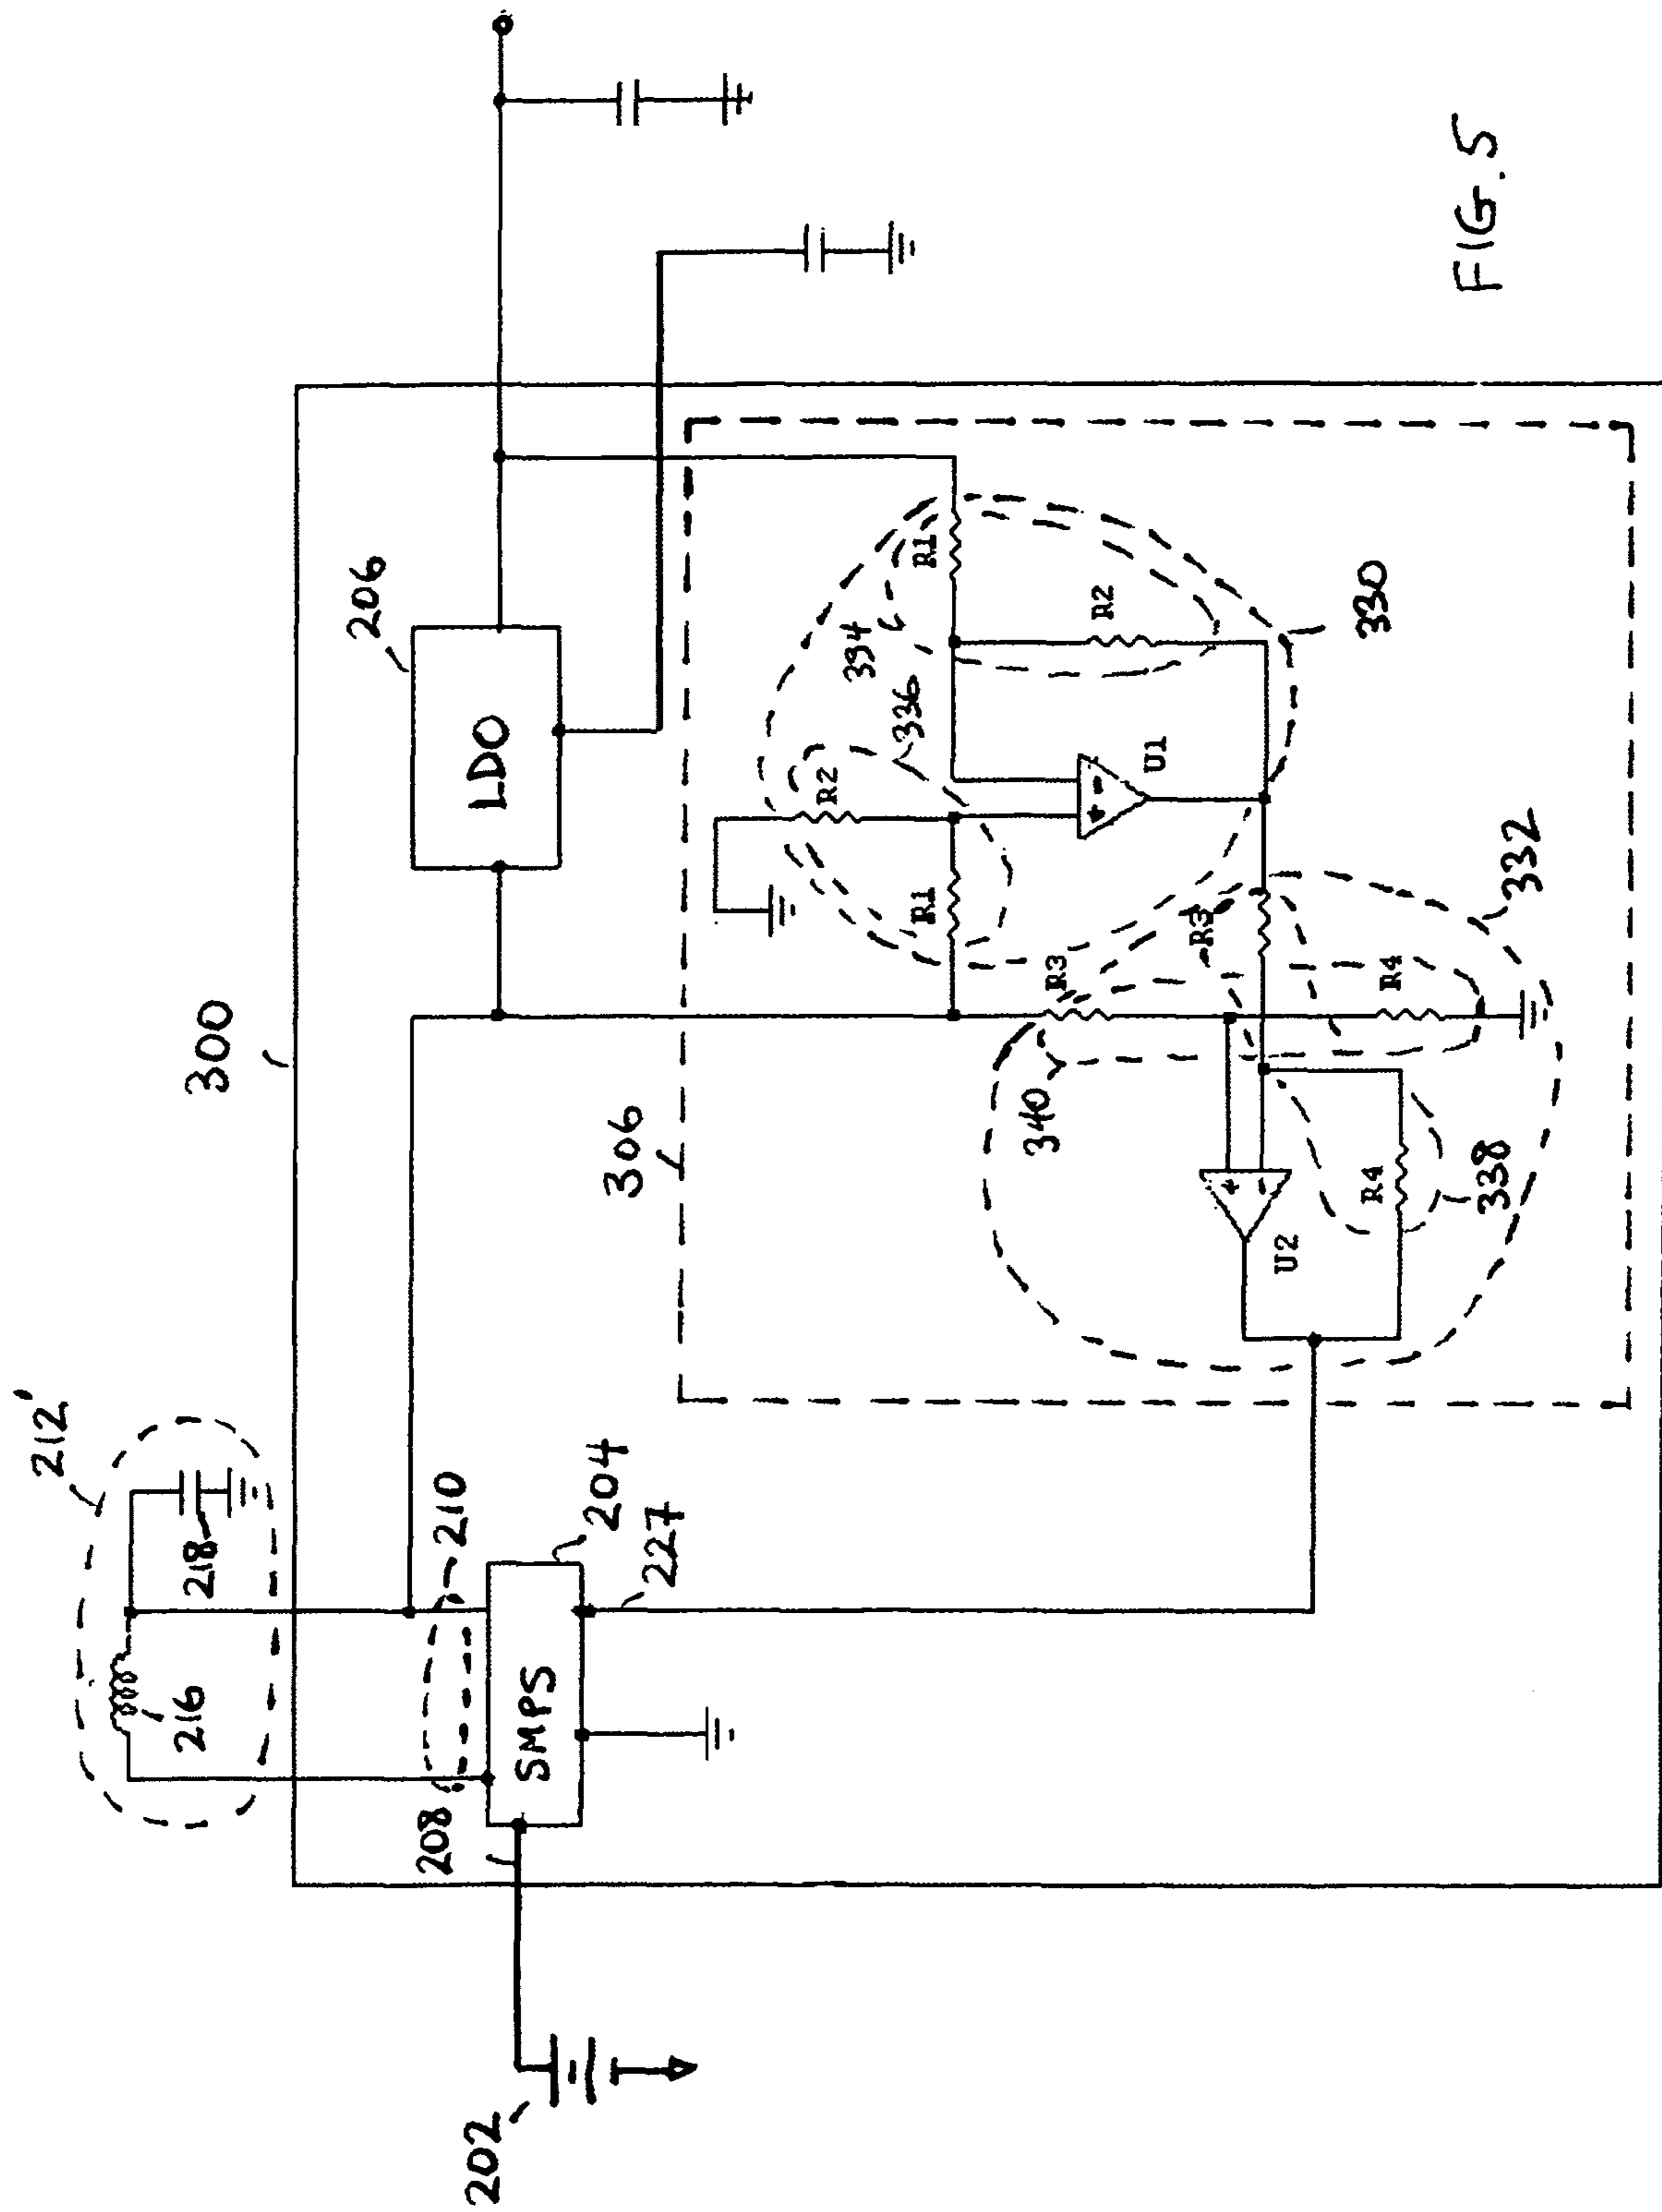 202
208
216
218
212'
SMPS
210
204
227
300
306
206
LDO
340
R3
R1
R2
336
334
R1
R2
U1
330
R3
R4
332
U2
R4
338
+ -
+ -
FIG. 5